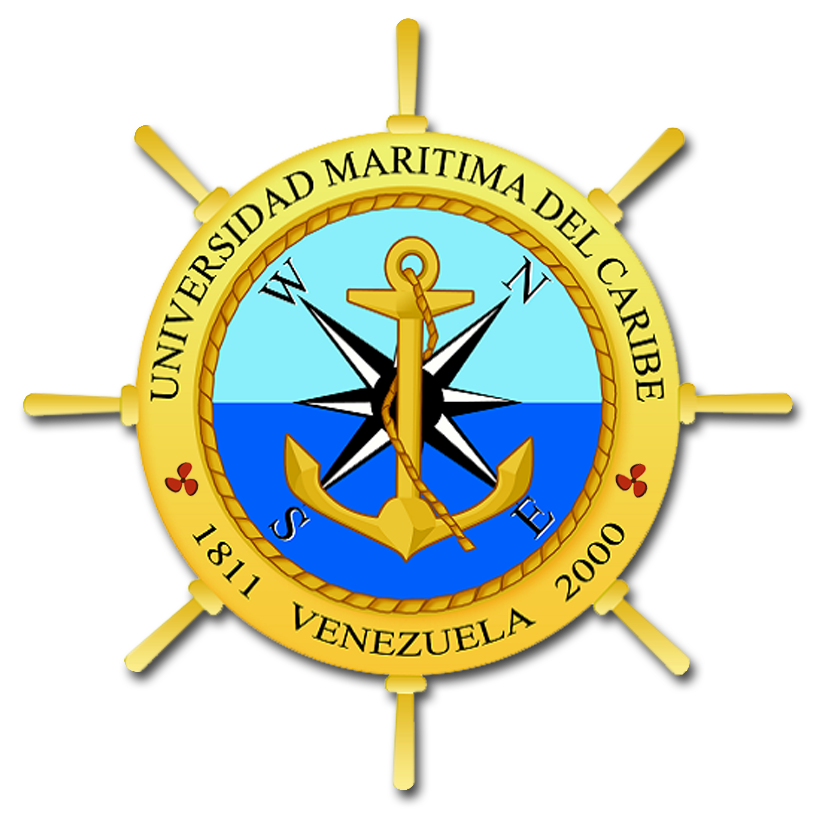 UNIVERSIDAD MARITIMA DEL CARIBE
W N
S E
1811 VENEZUELA 2000